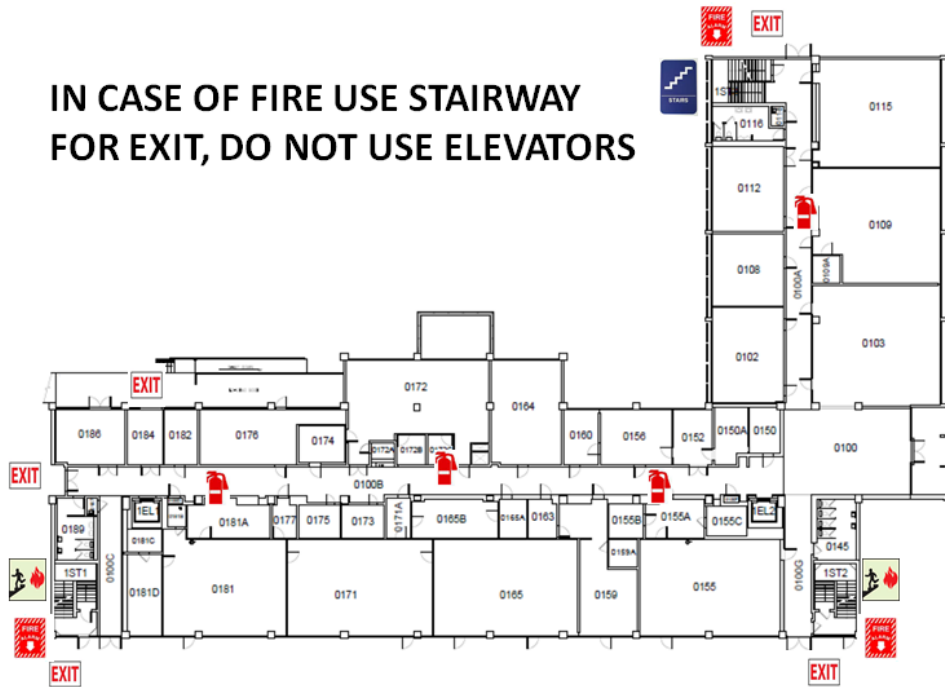 FIRE
ALARM
EXIT
IN CASE OF FIRE USE STAIRWAY
FOR EXIT, DO NOT USE ELEVATORS
STAIRS
0115
0116
0112
0109
0108
0109A
0100A
0102
0103
EXIT
0172
0164
0186
0184
0182
0176
0174
0172A
0172B
0160
0156
0152
0150A
0150
0100
EXIT
0100B
1EL1
0189
0181A
0177
0175
0173
0171A
0165B
0165A
0163
0155B
0155A
0155C
1EL2
0181C
0159A
0145
1ST1
0100C
0181D
0181
0171
0165
0159
0155
0100G
1ST2
FIRE
ALARM
FIRE
ALARM
EXIT
EXIT